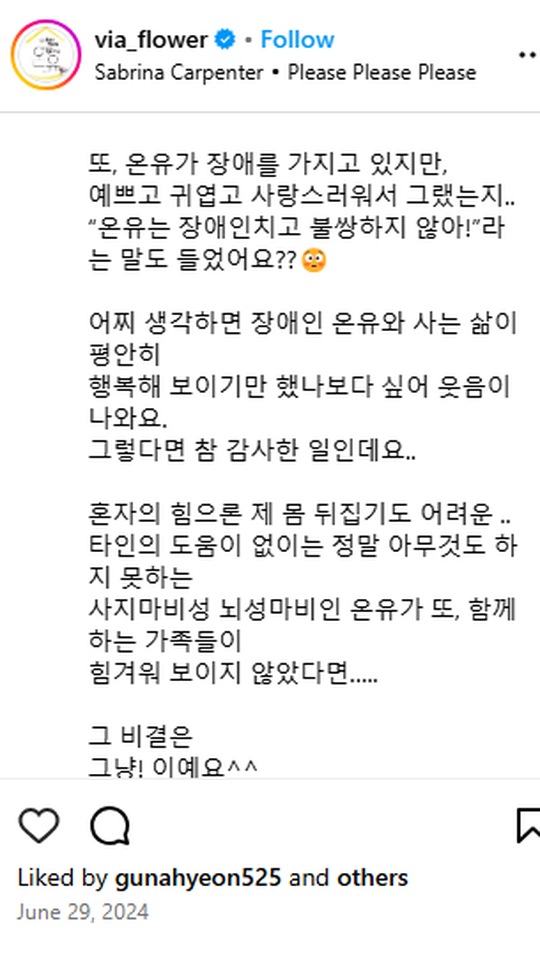 via_flower • Follow
Sabrina Carpenter • Please Please Please
또, 온유가 장애를 가지고 있지만,
예쁘고 귀엽고 사랑스러워서 그랬는지..
“온유는 장애인치고 불쌍하지 않아!”라
는 말도 들었어요??😳
어찌 생각하면 장애인 온유와 사는 삶이
평안히
행복해 보이기만 했나보다 싶어 웃음이
나와요.
그렇다면 참 감사한 일인데요..
혼자의 힘으론 제 몸 뒤집기도 어려운 ..
타인의 도움이 없이는 정말 아무것도 하
지 못하는
사지마비성 뇌성마비인 온유가 또, 함께
하는 가족들이
힘겨워 보이지 않았다면.....
그 비결은
그냥! 이예요^^
Liked by gunahyeon525 and others
June 29, 2024